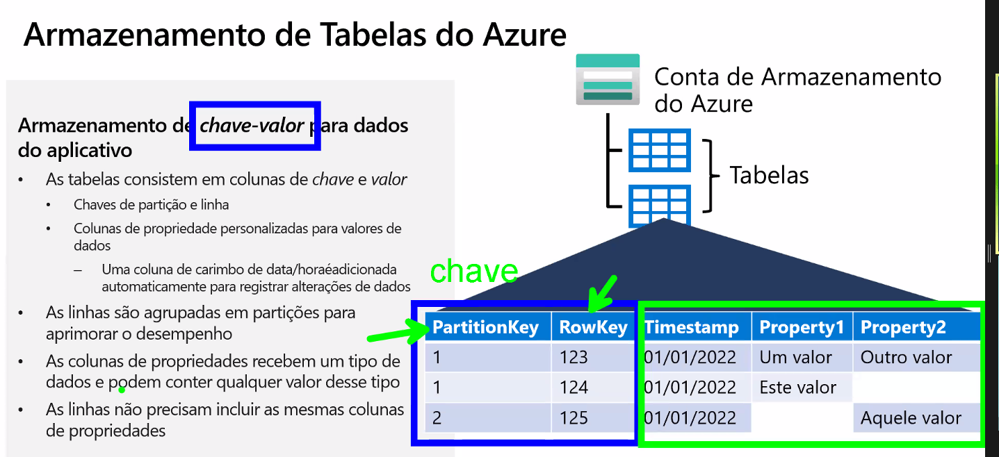 Armazenamento de Tabelas do Azure
Armazenamento de chave-valor para dados
do aplicativo
• As tabelas consistem em colunas de chave e valor
• Chaves de partição e linha
• Colunas de propriedade personalizadas para valores de
dados
– Uma coluna de carimbo de data/horaéadicionada
automaticamente para registrar alterações de dados
• As linhas são agrupadas em partições para
aprimorar o desempenho
• As colunas de propriedades recebem um tipo de
dados e podem conter qualquer valor desse tipo
• As linhas não precisam incluir as mesmas colunas
de propriedades
Conta de Armazenamento
do Azure
Tabelas
chave
PartitionKey RowKey Timestamp Property1 Property2
1 123 01/01/2022 Um valor Outro valor
1 124 01/01/2022 Este valor
2 125 01/01/2022 Aquele valor